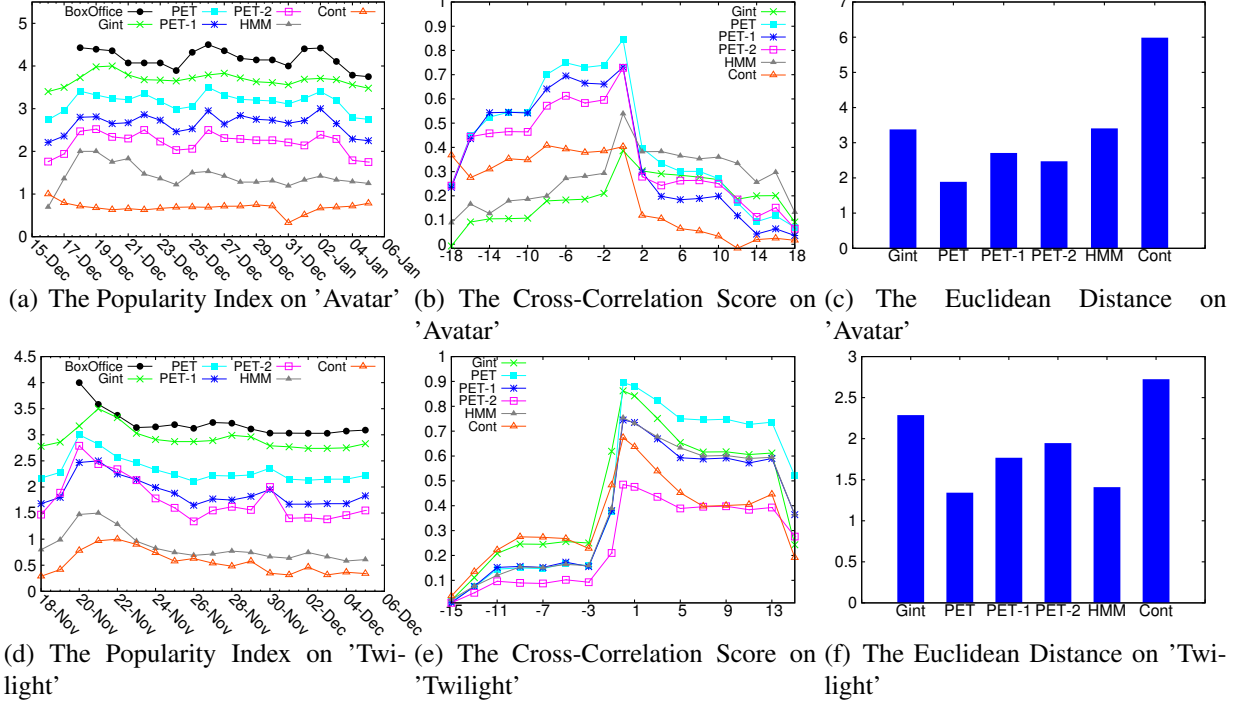 BoxOffice PET PET-2 Cont
Gint PET-1 HMM
6
5
4
3
2
1
0
15-Dec 17-Dec 19-Dec 21-Dec 23-Dec 25-Dec 27-Dec 29-Dec 31-Dec 02-Jan 04-Jan 06-Jan
(a) The Popularity Index on 'Avatar'
1
0.9
0.8
0.7
0.6
0.5
0.4
0.3
0.2
0.1
0
Gint
PET
PET-1
PET-2
HMM
Cont
-18 -14 -10 -6 -2 2 6 10 14 18
(b) The Cross-Correlation Score on
'Avatar'
7
6
5
4
3
2
1
0
Gint PET PET-1 PET-2 HMM Cont
(c) The Euclidean Distance on
'Avatar'
4.5
4
3.5
3
2.5
2
1.5
1
0.5
0
BoxOffice PET PET-2 Cont
Gint PET-1 HMM
18-Nov 20-Nov 22-Nov 24-Nov 26-Nov 28-Nov 30-Nov 02-Dec 04-Dec 06-Dec
(d) The Popularity Index on 'Twi-
light'
1
0.9
0.8
0.7
0.6
0.5
0.4
0.3
0.2
0.1
Gint
PET
PET-1
PET-2
HMM
Cont
-15 -11 -7 -3 1 5 9 13
(e) The Cross-Correlation Score on
'Twilight'
3
2.5
2
1.5
1
0.5
0
Gint PET PET-1 PET-2 HMM Cont
(f) The Euclidean Distance on 'Twi-
light'